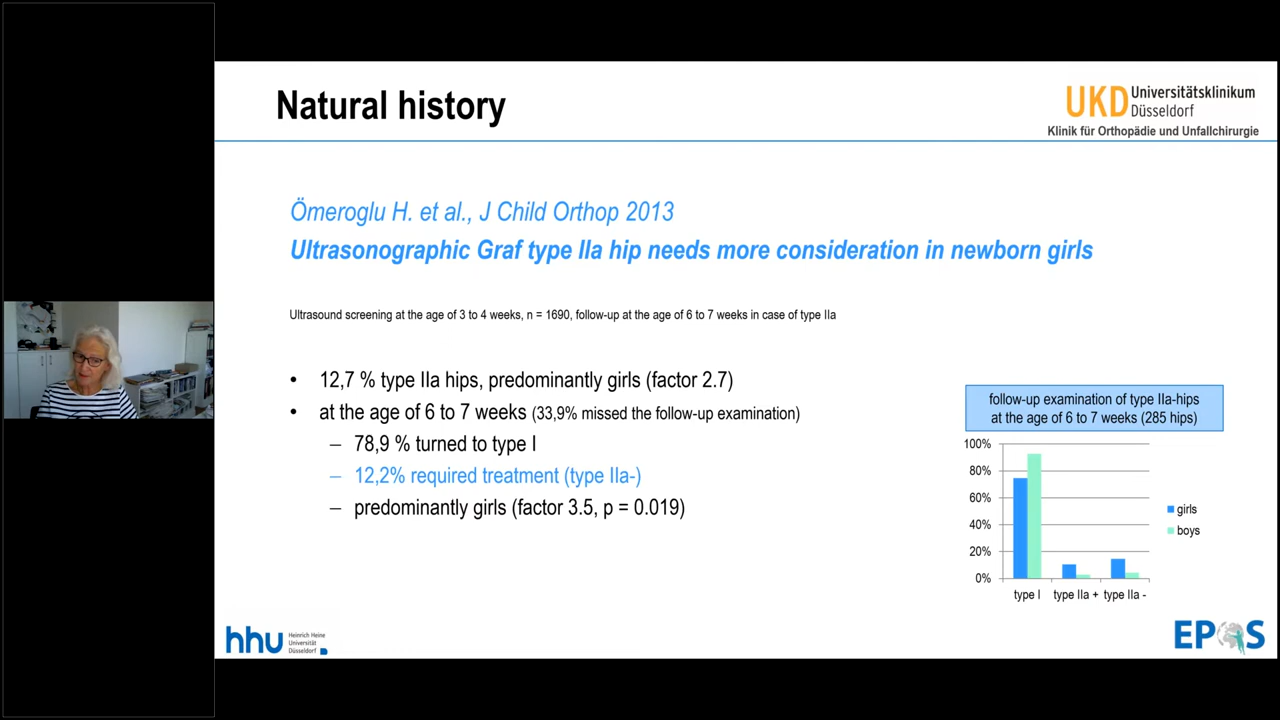 Natural history
UKD Universitätsklinikum
Düsseldorf
Klinik für Orthopädie und Unfallchirurgie
Ömeroglu H. et al., J Child Orthop 2013
Ultrasonographic Graf type IIa hip needs more consideration in newborn girls
Ultrasound screening at the age of 3 to 4 weeks, n = 1690, follow-up at the age of 6 to 7 weeks in case of type IIa
• 12,7 % type IIa hips, predominantly girls (factor 2.7)
• at the age of 6 to 7 weeks (33,9% missed the follow-up examination)
– 78,9 % turned to type I
– 12,2% required treatment (type IIa-)
– predominantly girls (factor 3.5, p = 0.019)
follow-up examination of type IIa-hips
at the age of 6 to 7 weeks (285 hips)
100%
80%
60%
40%
20%
0%
type I type IIa + type IIa -
girls
boys
hhu Heinrich Heine
Universität
Düsseldorf
EPOS